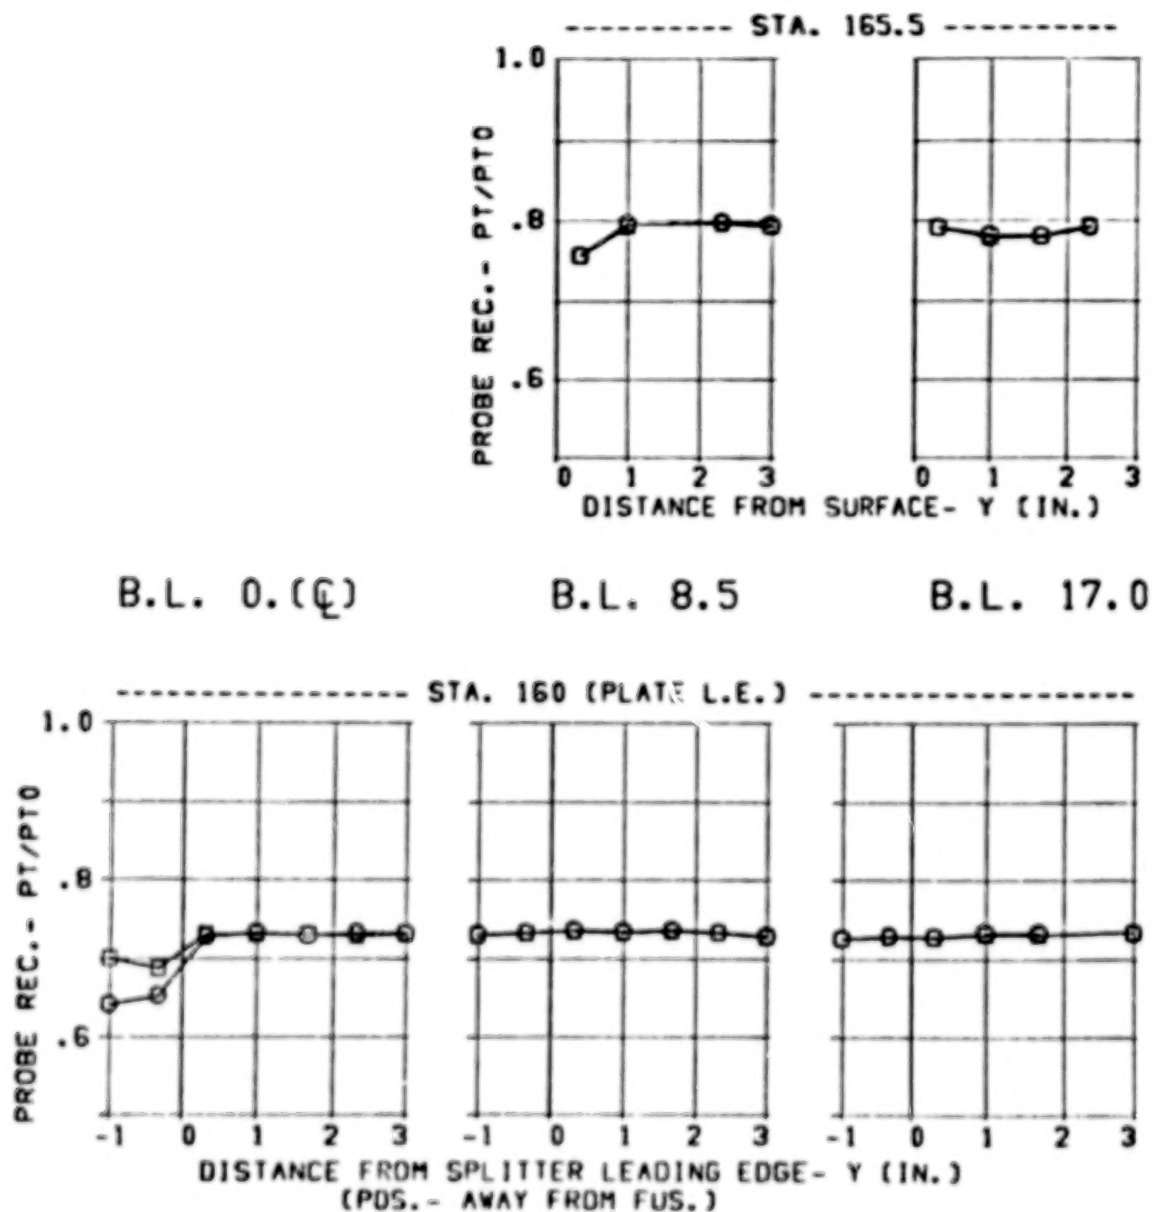 ---------- STA. 165.5 ----------
1.0
.8
.6
PROBE REC.- PT/PTO
0 1 2 3 0 1 2 3
DISTANCE FROM SURFACE- Y (IN.)
B.L. 0.(℄) B.L. 8.5 B.L. 17.0
---------- STA. 160 (PLATE L.E.) ----------
1.0
.8
.6
PROBE REC.- PT/PTO
-1 0 1 2 3 -1 0 1 2 3 -1 0 1 2 3
DISTANCE FROM SPLITTER LEADING EDGE- Y (IN.)
(POS.- AWAY FROM FUS.)